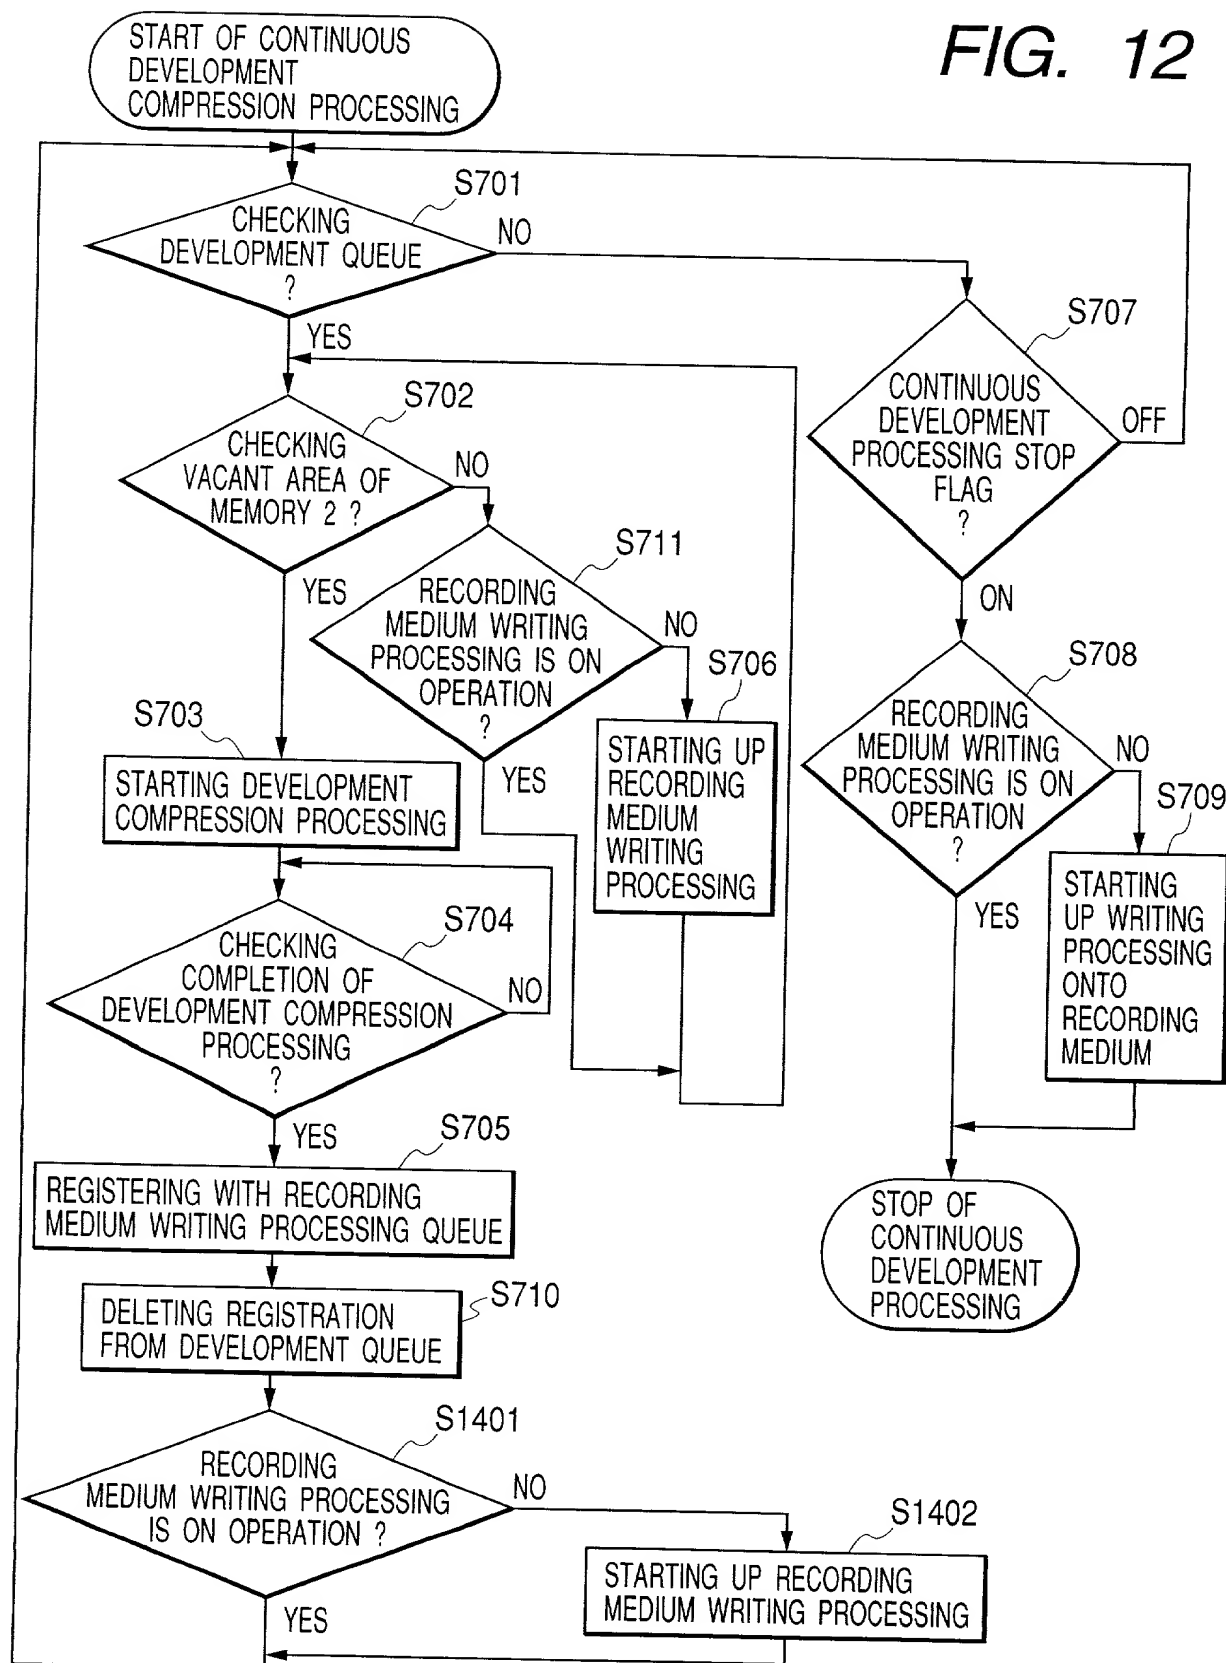 FIG. 12
START OF CONTINUOUS
DEVELOPMENT
COMPRESSION PROCESSING
S701
CHECKING
DEVELOPMENT QUEUE
?
NO
YES
S707
CONTINUOUS
DEVELOPMENT
PROCESSING STOP
FLAG
?
OFF
ON
S702
CHECKING
VACANT AREA OF
MEMORY 2 ?
NO
YES
S711
RECORDING
MEDIUM WRITING
PROCESSING IS ON
OPERATION
?
NO
YES
S706
STARTING UP
RECORDING
MEDIUM
WRITING
PROCESSING
S708
RECORDING
MEDIUM WRITING
PROCESSING IS ON
OPERATION
?
NO
YES
S709
STARTING
UP WRITING
PROCESSING
ONTO
RECORDING
MEDIUM
S703
STARTING DEVELOPMENT
COMPRESSION PROCESSING
S704
CHECKING
COMPLETION OF
DEVELOPMENT COMPRESSION
PROCESSING
?
NO
YES
S705
REGISTERING WITH RECORDING
MEDIUM WRITING PROCESSING QUEUE
STOP OF
CONTINUOUS
DEVELOPMENT
PROCESSING
S710
DELETING REGISTRATION
FROM DEVELOPMENT QUEUE
S1401
RECORDING
MEDIUM WRITING PROCESSING
IS ON OPERATION ?
NO
YES
S1402
STARTING UP RECORDING
MEDIUM WRITING PROCESSING